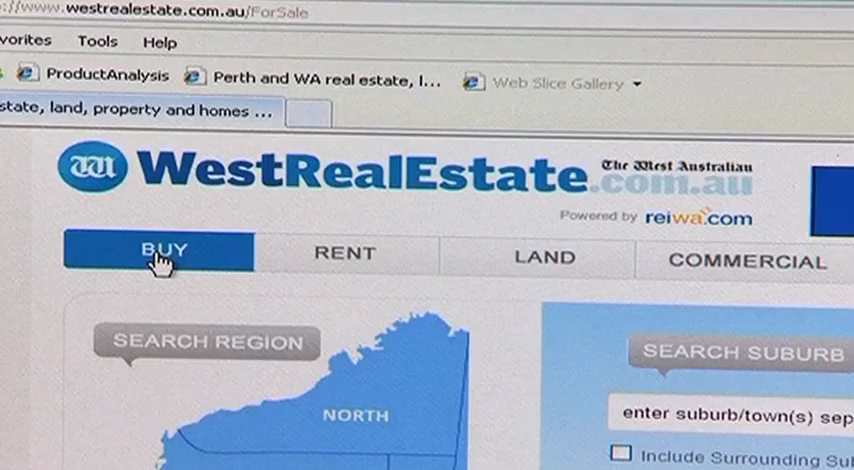 ://www.westrealestate.com.au/ForSale
vorites Tools Help
ProductAnalysis Perth and WA real estate, l... Web Slice Gallery
state, land, property and homes ...
W WestRealEstate.com.au
The West Australian
Powered by reiwa.com
BUY RENT LAND COMMERCIAL
SEARCH REGION
SEARCH SUBURB
NORTH
enter suburb/town(s) sep
Include Surrounding Sul